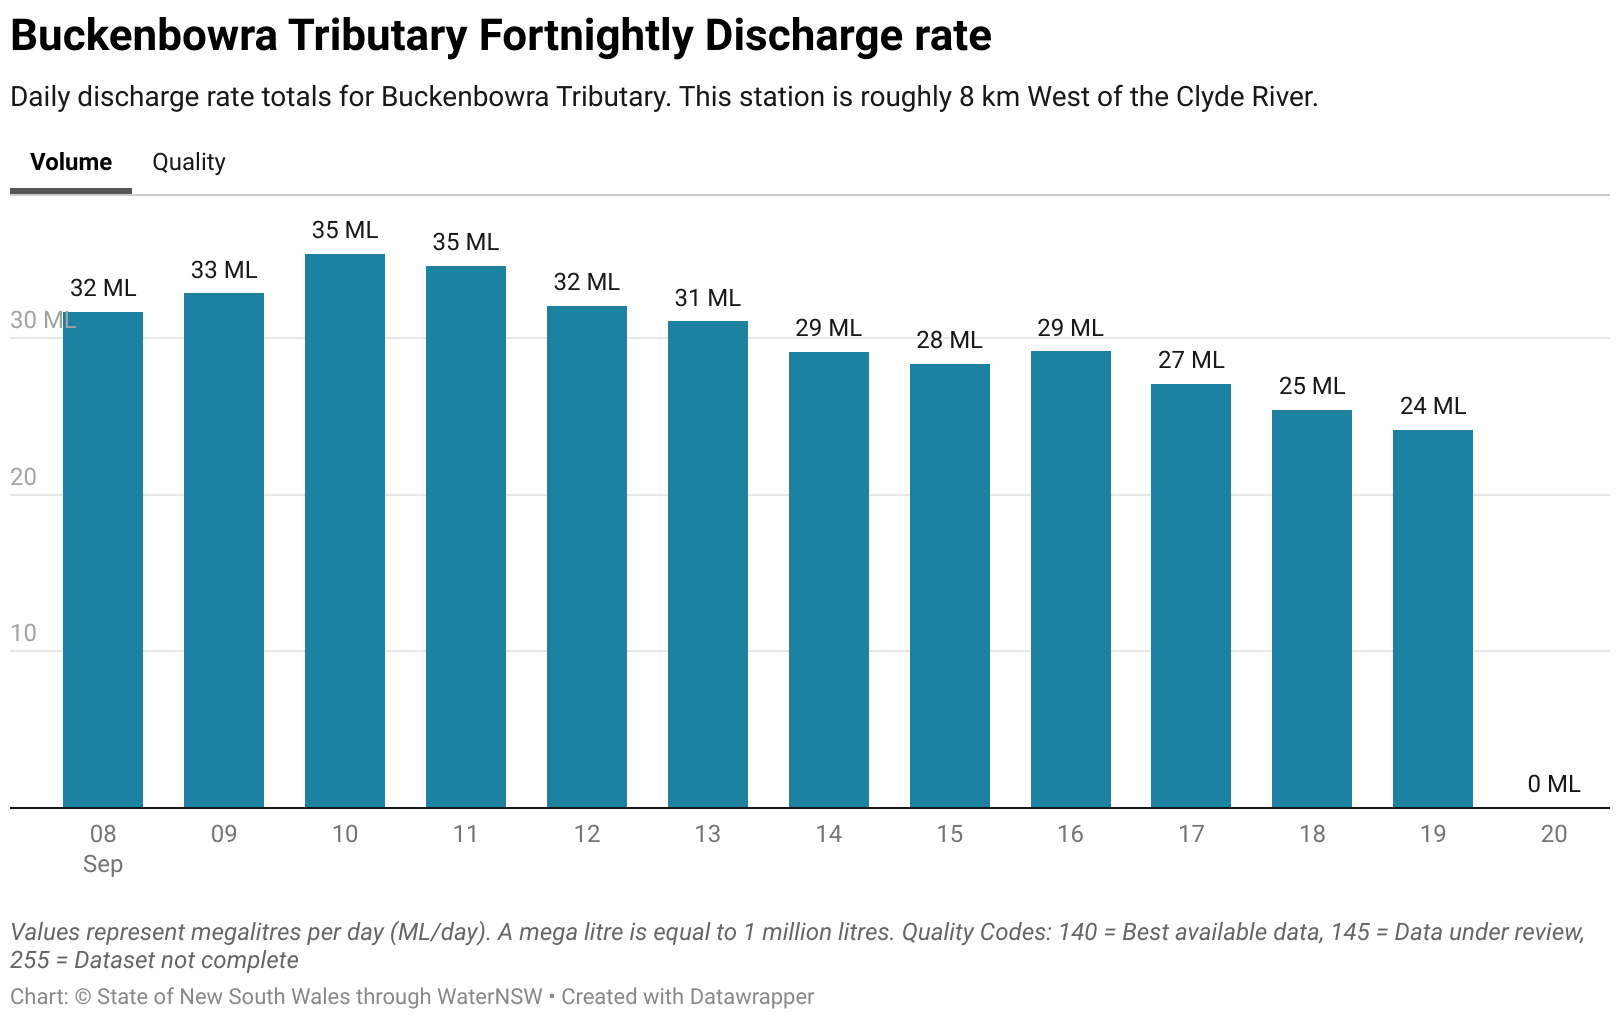 Buckenbowra Tributary Fortnightly Discharge rate
Daily discharge rate totals for Buckenbowra Tributary. This station is roughly 8 km West of the Clyde River.
Volume Quality
35 ML
35 ML
33 ML
32 ML
32 ML
31 ML
30 ML
29 ML
29 ML
28 ML
27 ML
25 ML
24 ML
20
10
0 ML
08 09 10 11 12 13 14 15 16 17 18 19 20
Sep
Values represent megalitres per day (ML/day). A mega litre is equal to 1 million litres. Quality Codes: 140 = Best available data, 145 = Data under review,
255 = Dataset not complete
Chart: © State of New South Wales through WaterNSW • Created with Datawrapper